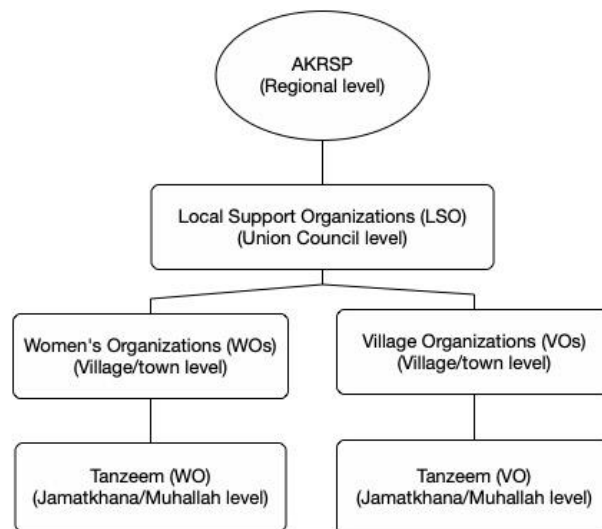 AKRSP
(Regional level)
Local Support Organizations (LSO)
(Union Council level)
Women's Organizations (WOs)
(Village/town level)
Village Organizations (VOs)
(Village/town level)
Tanzeem (WO)
(Jamatkhana/Muhallah level)
Tanzeem (VO)
(Jamatkhana/Muhallah level)